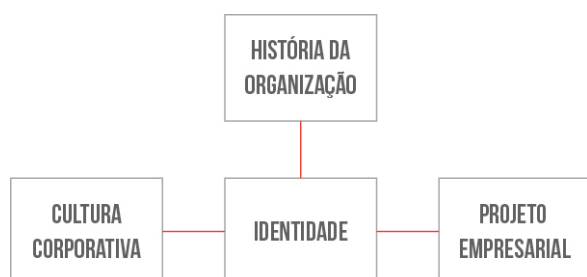 HISTÓRIA DA
ORGANIZAÇÃO
CULTURA
CORPORATIVA
IDENTIDADE
PROJETO
EMPRESARIAL